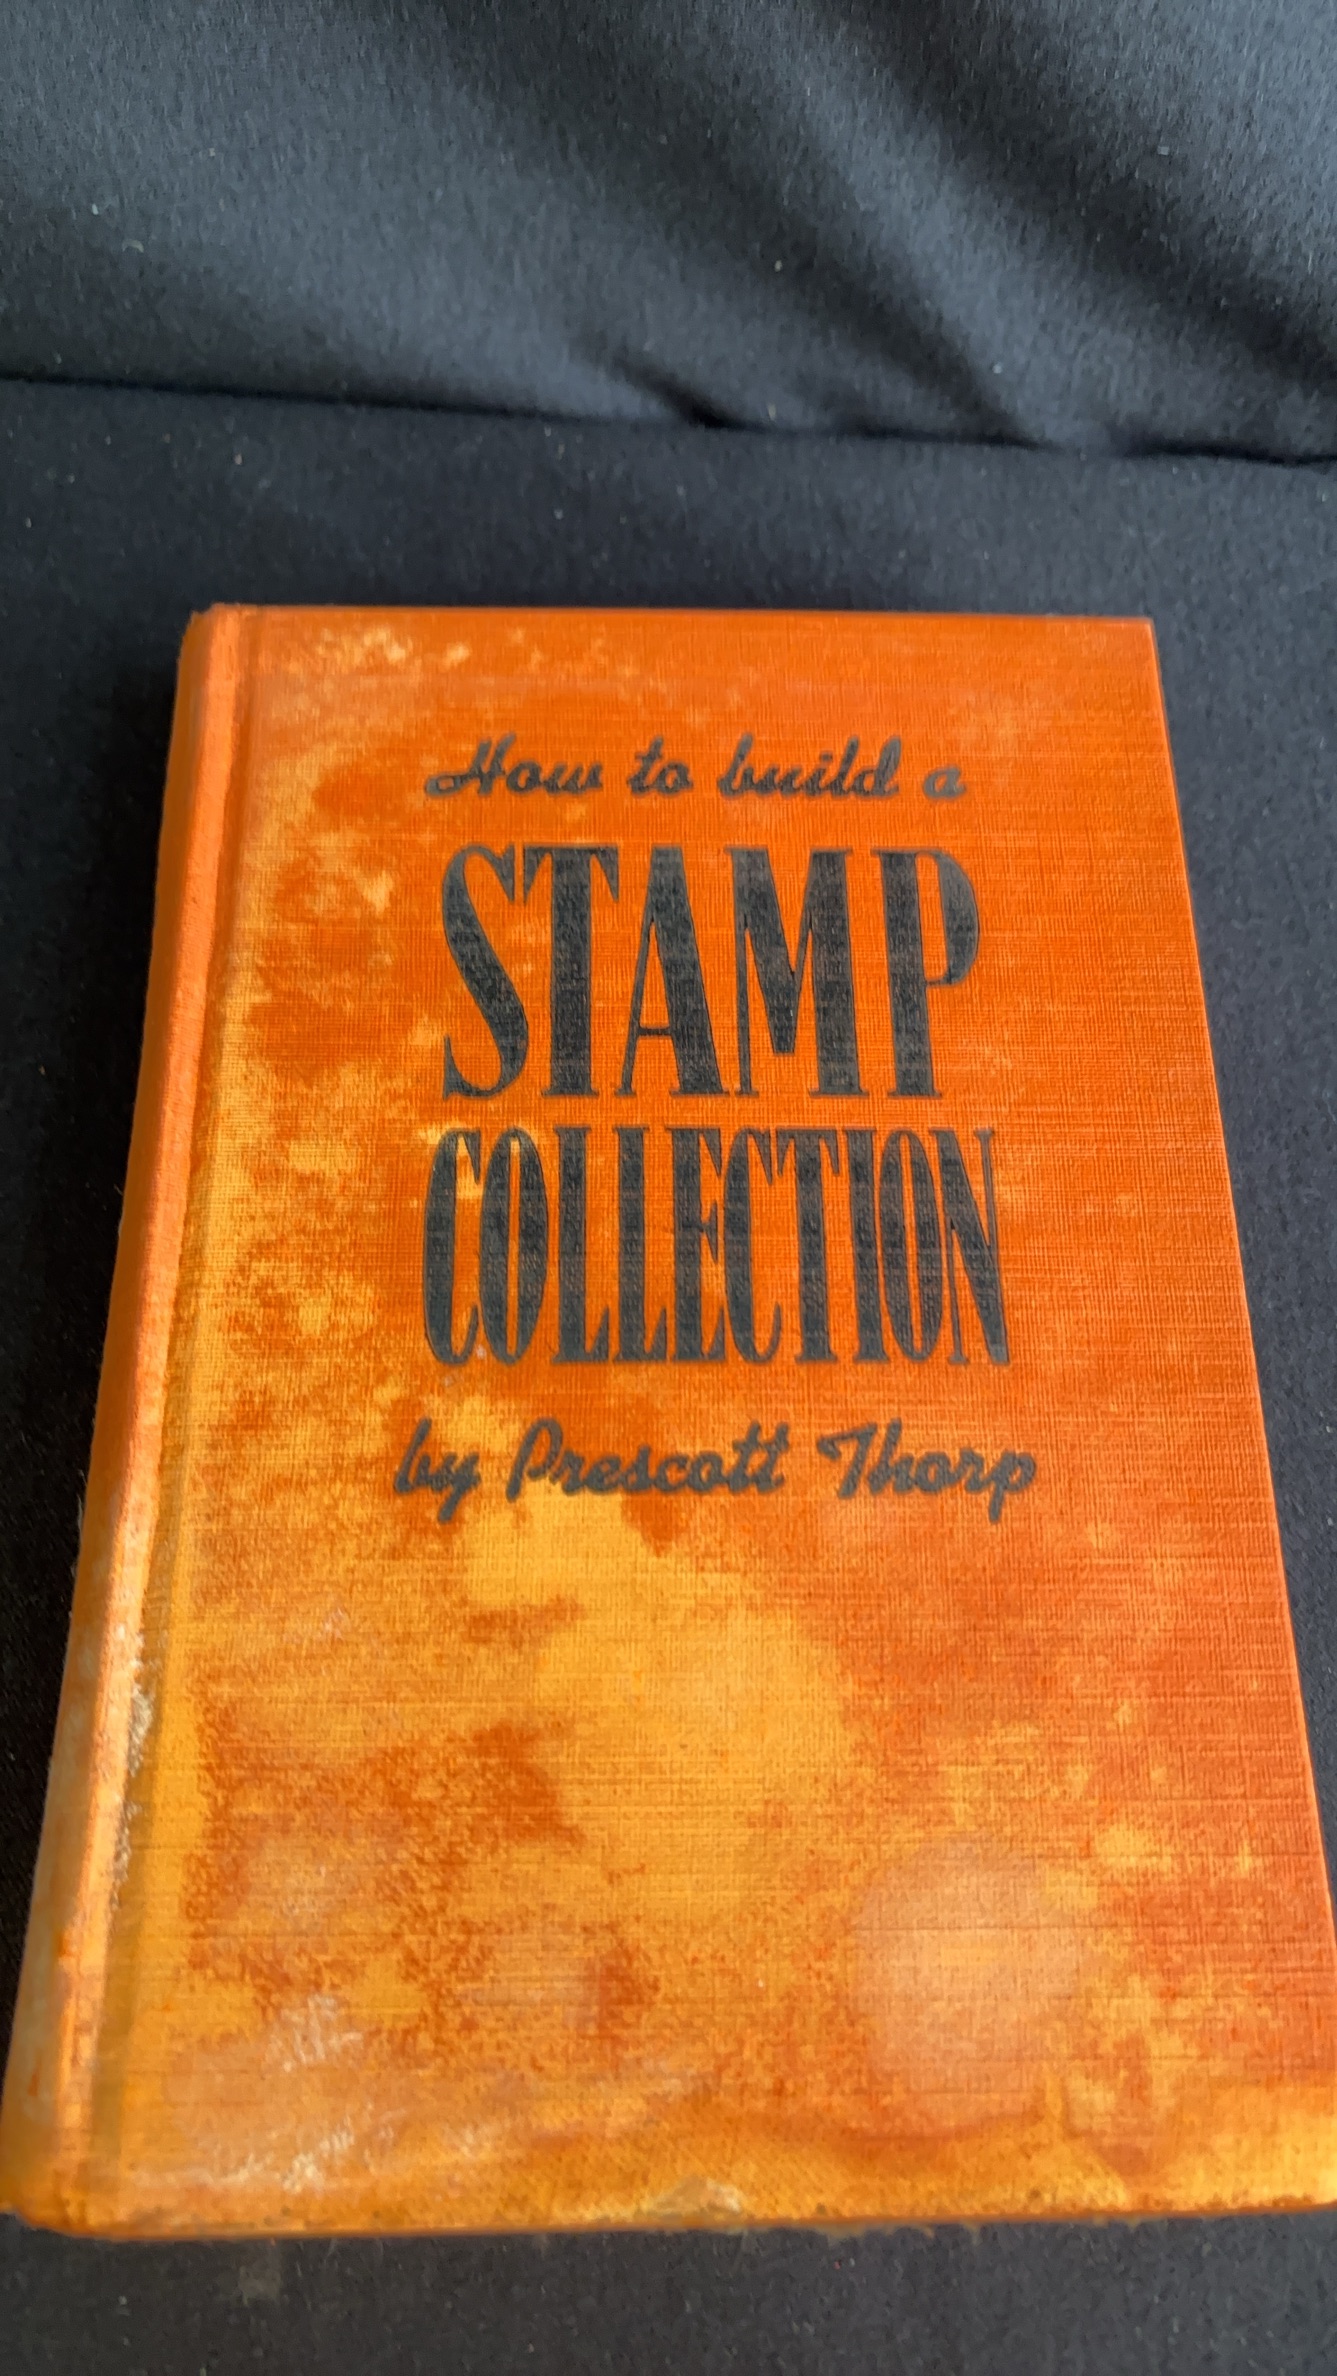 How to build a
STAMP
COLLECTION
by Prescott Thorp